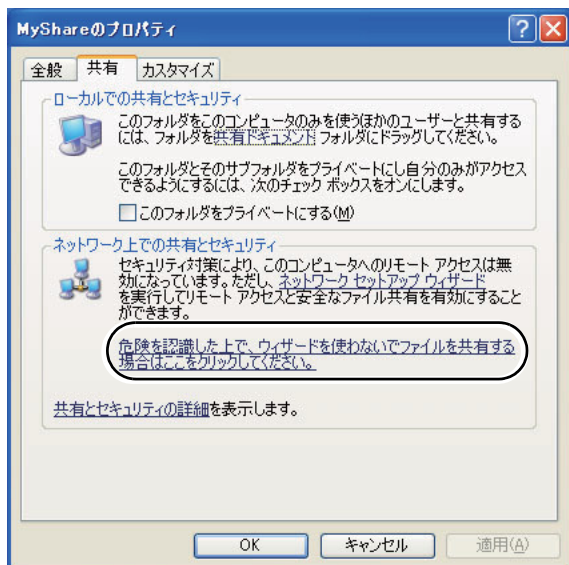 MyShareのプロパティ
全般 共有 カスタマイズ
ローカルでの共有とセキュリティ
このフォルダをこのコンピュータのみを使うほかのユーザーと共有する
には、フォルダを共有ドキュメント フォルダにドラッグしてください。
このフォルダとそのサブフォルダをプライベートにし自分のみがアクセス
できるようにするには、次のチェック ボックスをオンにします。
このフォルダをプライベートにする(M)
ネットワーク上での共有とセキュリティ
セキュリティ対策により、このコンピュータへのリモート アクセスは無
効になっています。ただし、ネットワーク セットアップ ウィザード
を実行してリモート アクセスと安全なファイル共有を有効にすること
ができます。
危険を認識した上で、ウィザードを使わないでファイルを共有する
場合はここをクリックしてください。
共有とセキュリティの詳細を表示します。
OK キャンセル 適用(A)